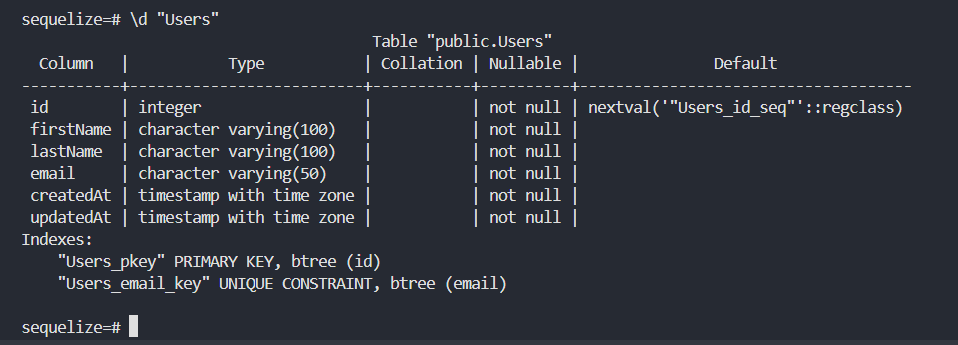 sequelize=# \d "Users"
                                       Table "public.Users"
  Column   |           Type           | Collation | Nullable |               Default
-----------+--------------------------+-----------+----------+-------------------------------------
 id        | integer                  |           | not null | nextval('"Users_id_seq"'::regclass)
 firstName | character varying(100)   |           | not null |
 lastName  | character varying(100)   |           | not null |
 email     | character varying(50)    |           | not null |
 createdAt | timestamp with time zone |           | not null |
 updatedAt | timestamp with time zone |           | not null |
Indexes:
    "Users_pkey" PRIMARY KEY, btree (id)
    "Users_email_key" UNIQUE CONSTRAINT, btree (email)
sequelize=#